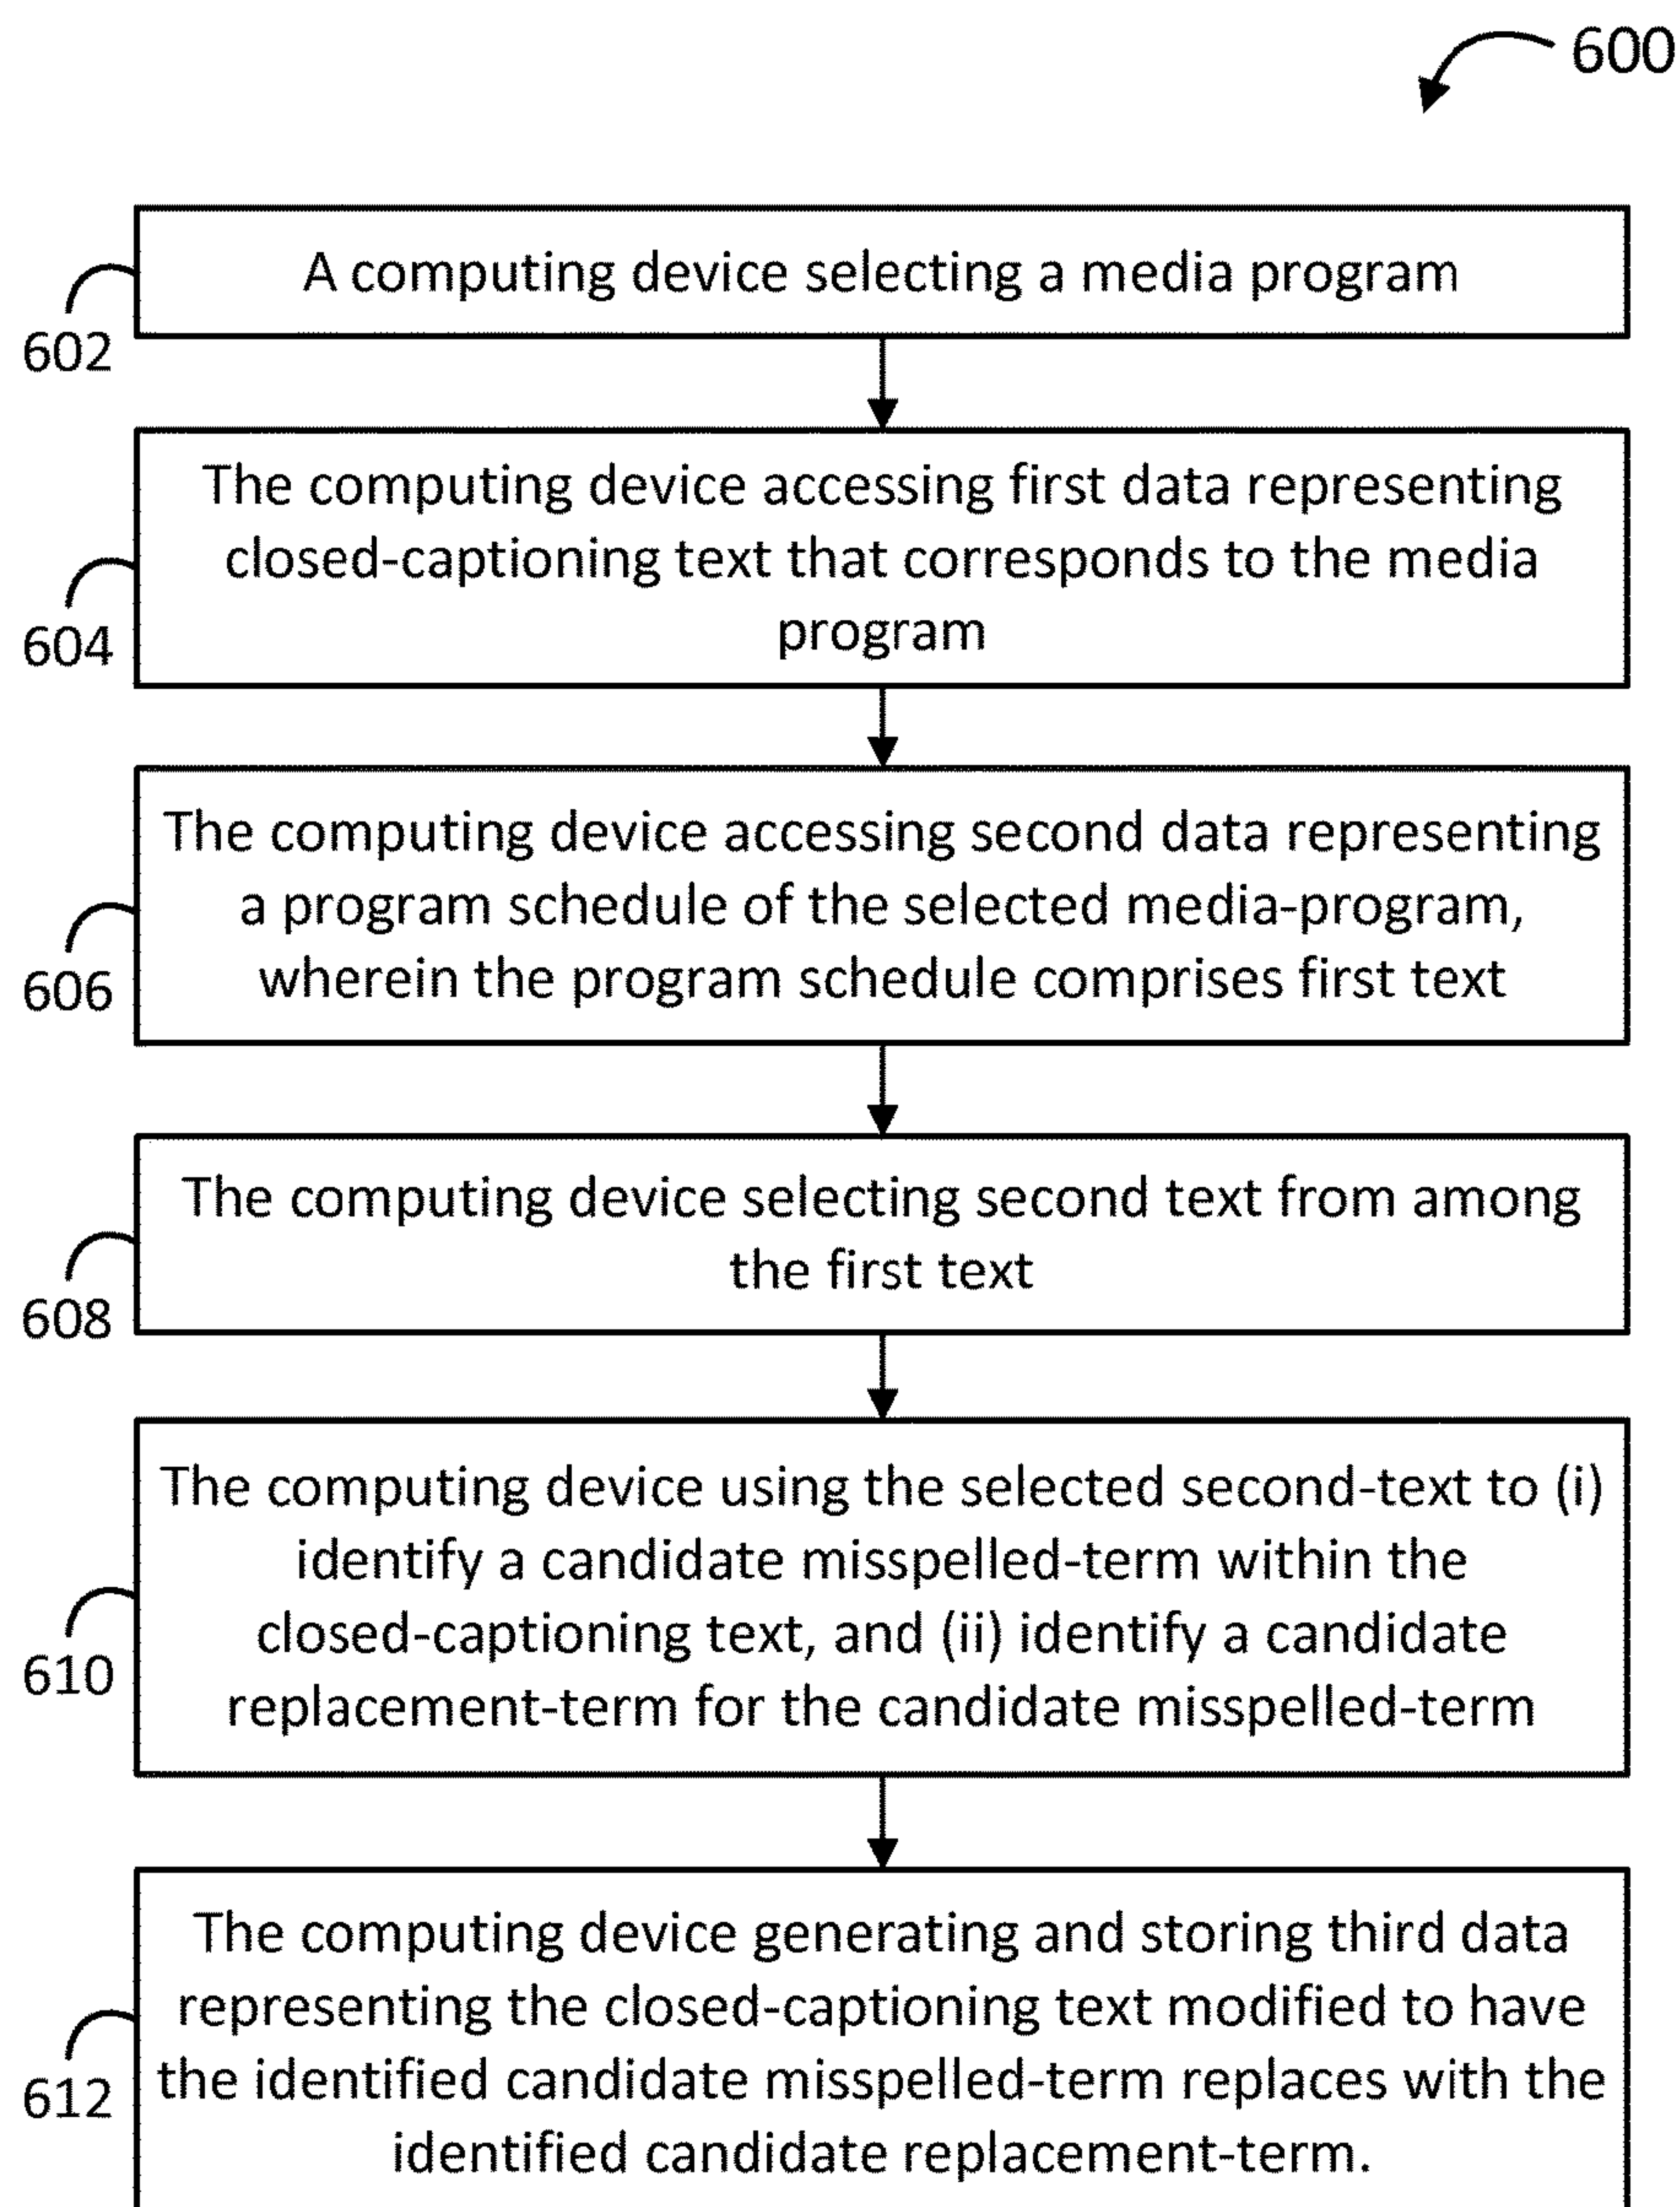 600
A computing device selecting a media program
602
The computing device accessing first data representing
closed-captioning text that corresponds to the media
program
604
The computing device accessing second data representing
a program schedule of the selected media-program,
wherein the program schedule comprises first text
606
The computing device selecting second text from among
the first text
608
The computing device using the selected second-text to (i)
identify a candidate misspelled-term within the
closed-captioning text, and (ii) identify a candidate
replacement-term for the candidate misspelled-term
610
The computing device generating and storing third data
representing the closed-captioning text modified to have
the identified candidate misspelled-term replaces with the
identified candidate replacement-term.
612